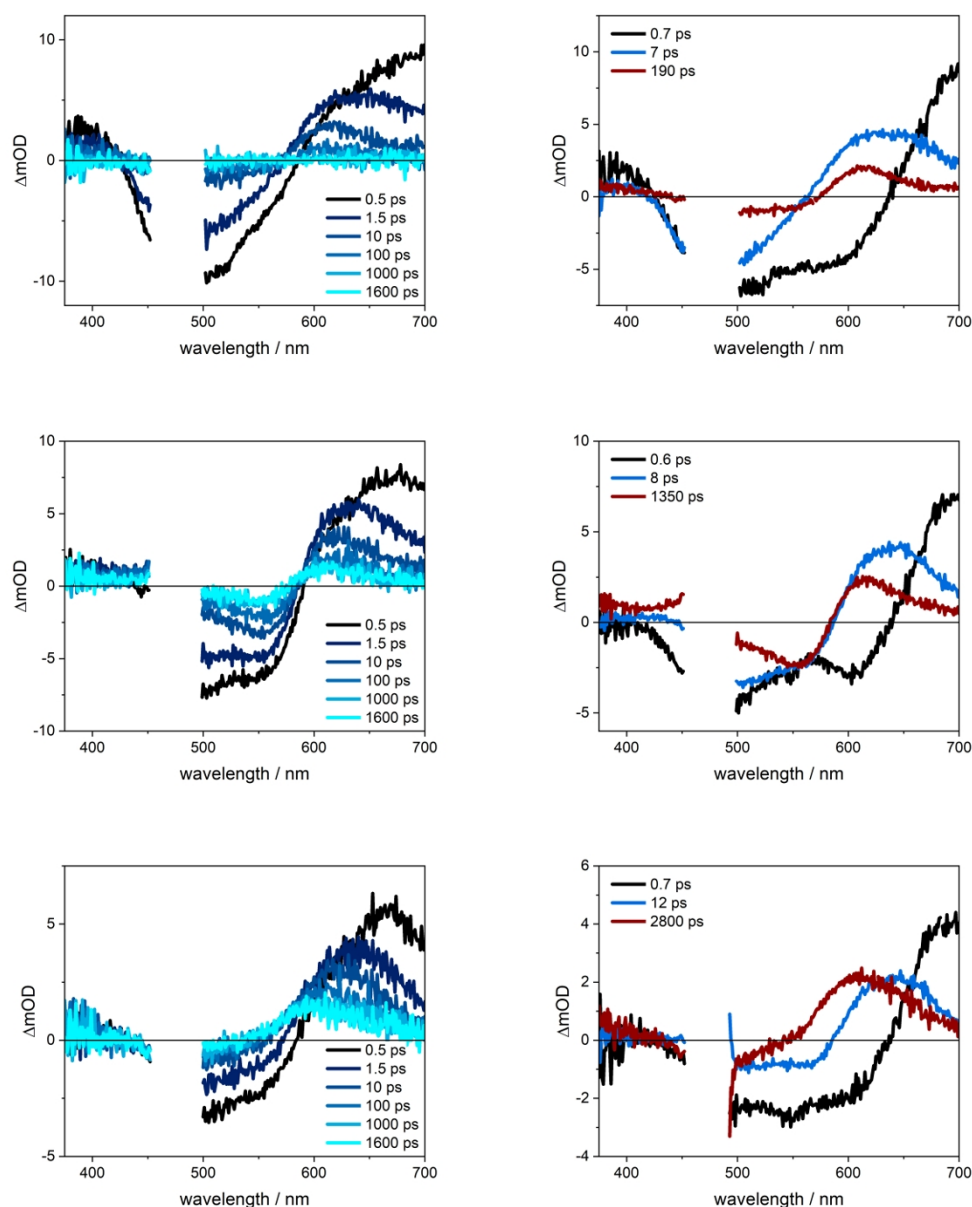 10
0
-10
ΔmOD
0.5 ps
1.5 ps
10 ps
100 ps
1000 ps
1600 ps
400 500 600 700
wavelength / nm
10
5
0
-5
ΔmOD
0.7 ps
7 ps
190 ps
400 500 600 700
wavelength / nm
10
5
0
-5
-10
ΔmOD
0.5 ps
1.5 ps
10 ps
100 ps
1000 ps
1600 ps
400 500 600 700
wavelength / nm
10
5
0
-5
ΔmOD
0.6 ps
8 ps
1350 ps
400 500 600 700
wavelength / nm
5
0
-5
ΔmOD
0.5 ps
1.5 ps
10 ps
100 ps
1000 ps
1600 ps
400 500 600 700
wavelength / nm
6
4
2
0
-2
-4
ΔmOD
0.7 ps
12 ps
2800 ps
400 500 600 700
wavelength / nm